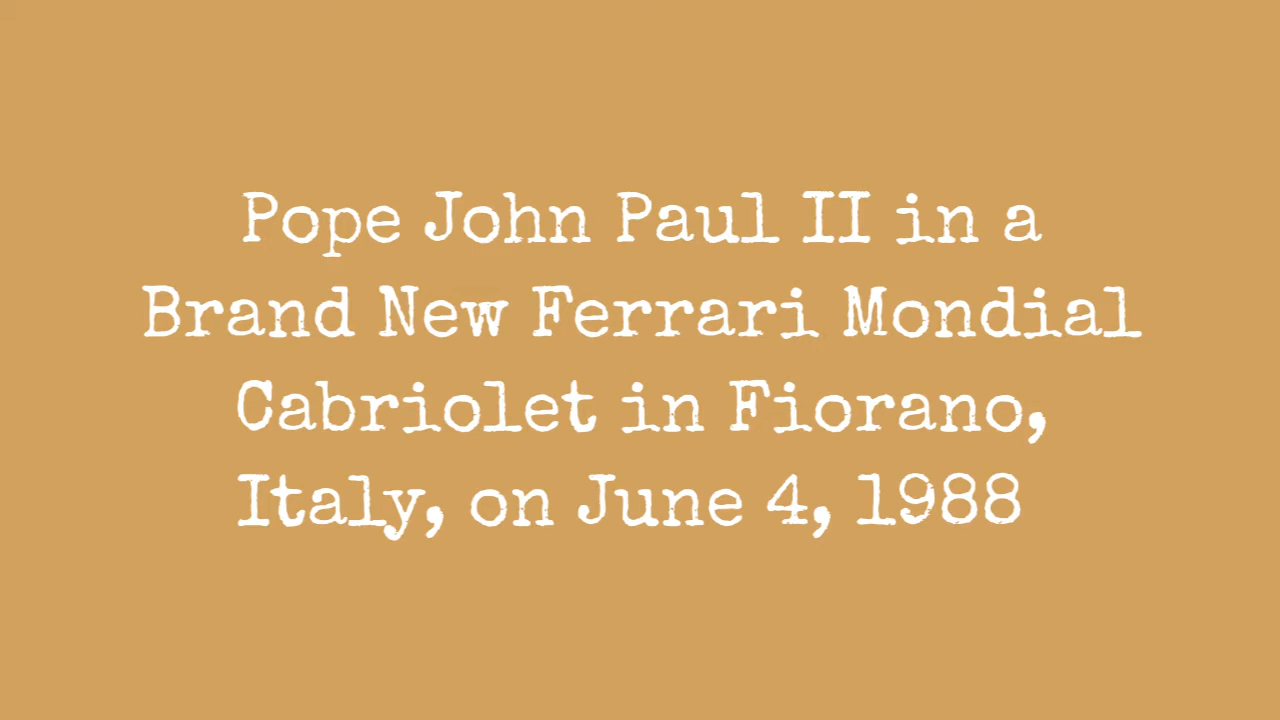 Pope John Paul II in a
Brand New Ferrari Mondial
Cabriolet in Fiorano,
Italy, on June 4, 1988